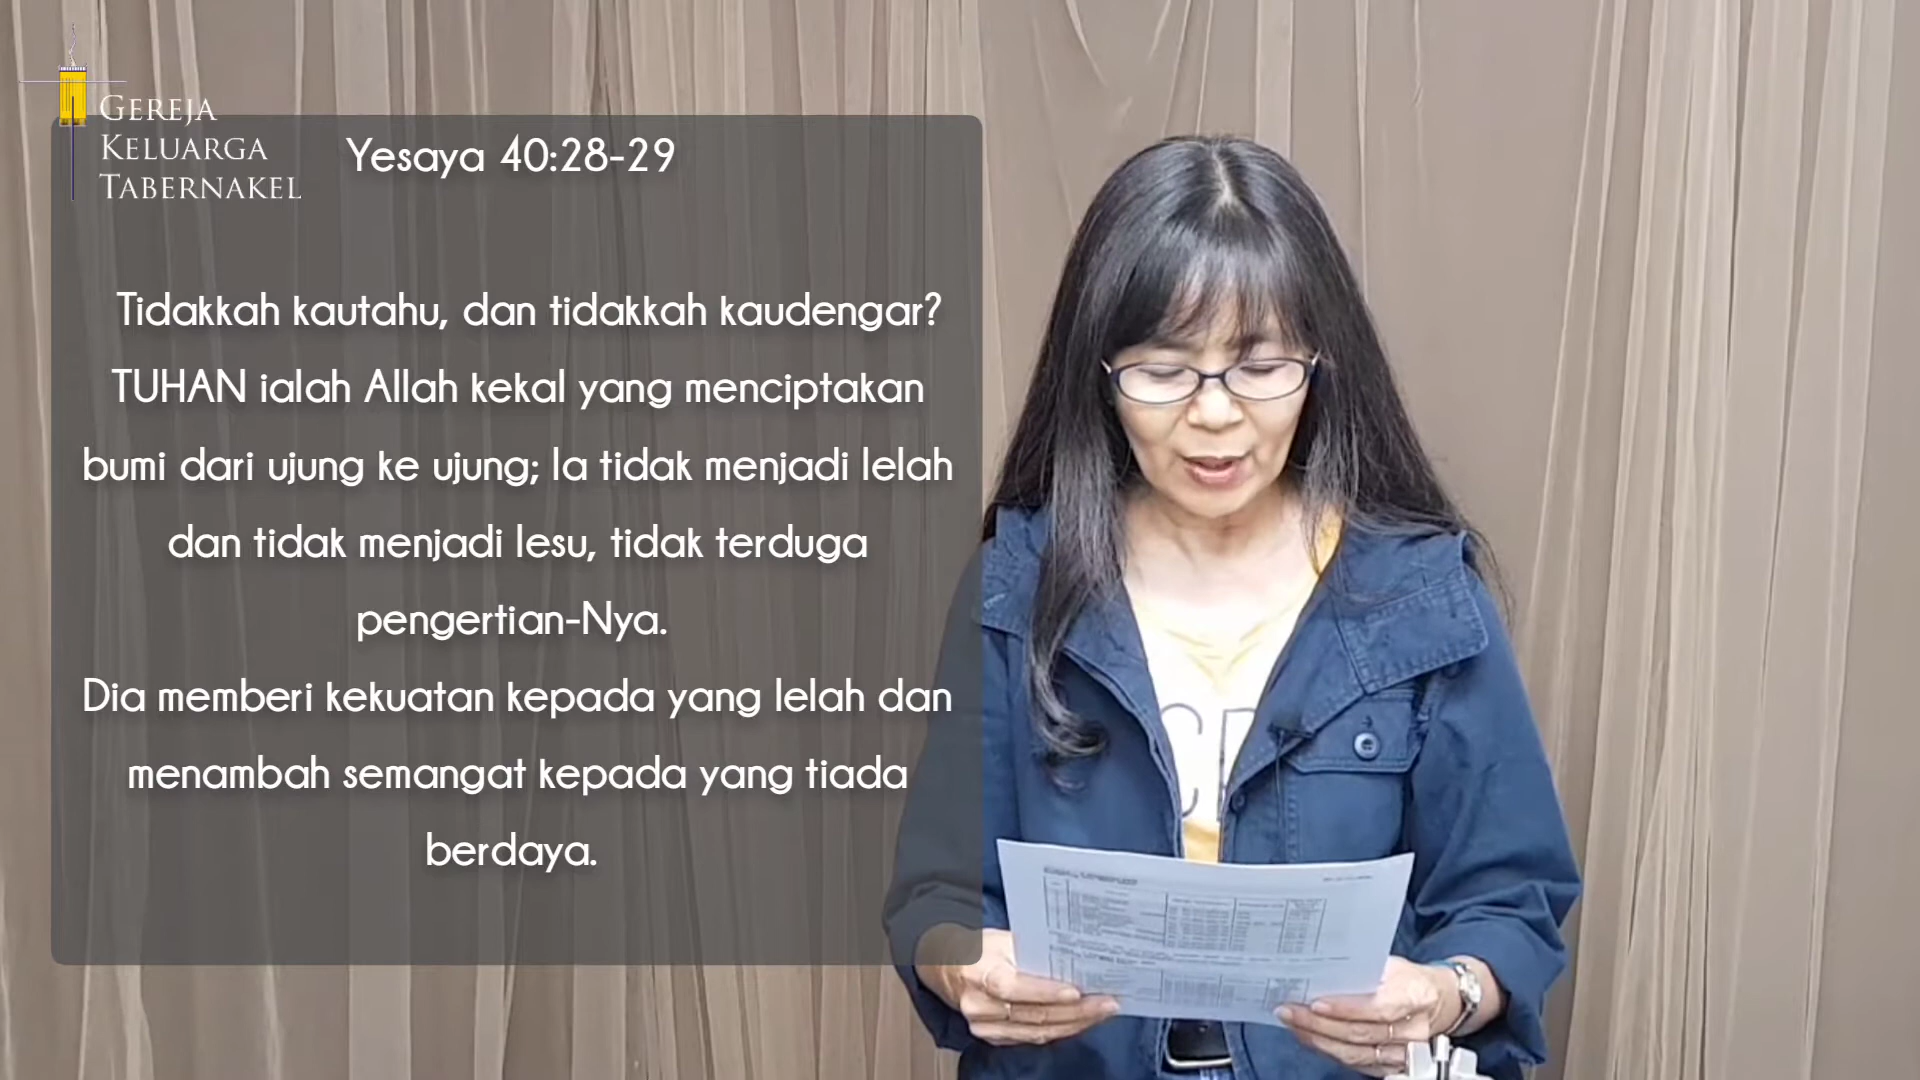 GEREJA
KELUARGA
TABERNAKEL
Yesaya 40:28-29
Tidakkah kautahu, dan tidakkah kaudengar?
TUHAN ialah Allah kekal yang menciptakan
bumi dari ujung ke ujung; Ia tidak menjadi lelah
dan tidak menjadi lesu, tidak terduga
pengertian-Nya.
Dia memberi kekuatan kepada yang lelah dan
menambah semangat kepada yang tiada
berdaya.